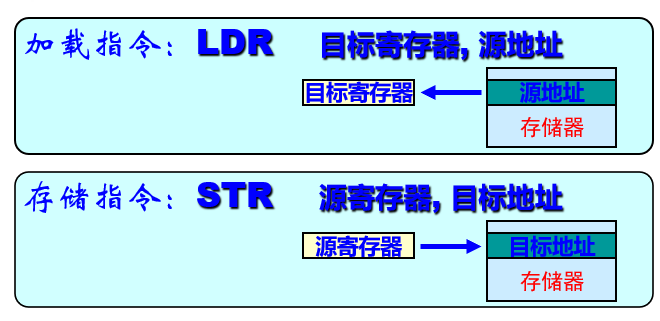 加载指令： LDR 目标寄存器, 源地址
目标寄存器 源地址
存储器
存储指令： STR 源寄存器, 目标地址
源寄存器 目标地址
存储器